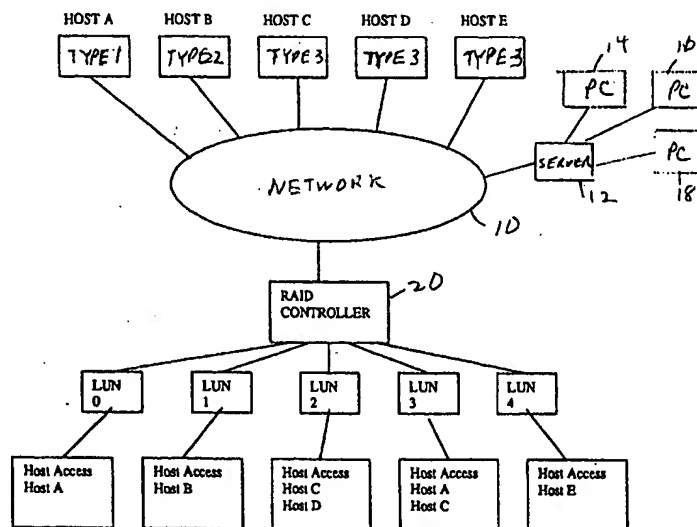 HOST A HOST B HOST C HOST D HOST E
TYPE 1 TYPE22 TYPE 3 TYPE 3 TYPE 3
14 16
PC PC
SERVER PC
12 18
NETWORK
10
20
RAID
CONTROLLER
LUN LUN LUN LUN LUN
0 1 2 3 4
Host Access Host Access Host Access Host Access Host Access
Host A Host B Host C Host A Host E
Host D Host C